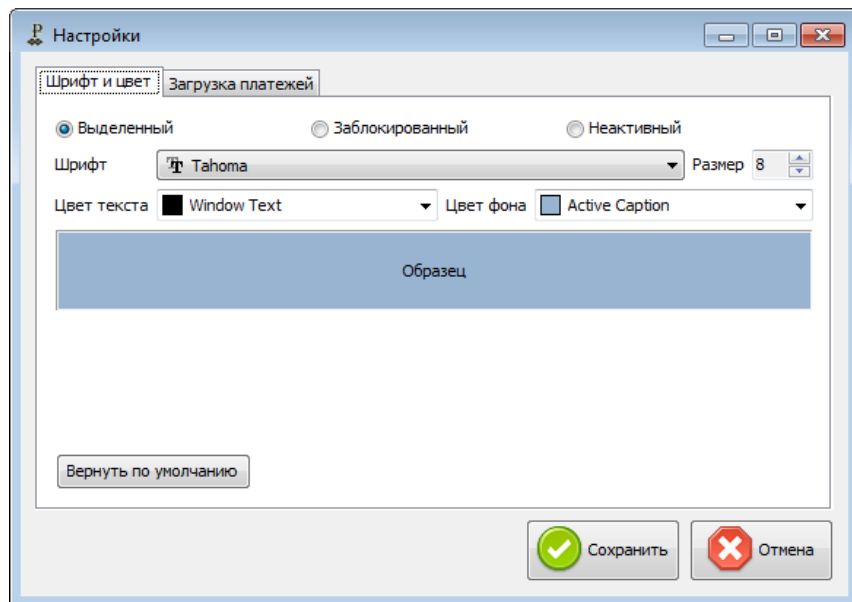 Настройки
Шрифт и цвет Загрузка платежей
Выделенный Заблокированный Неактивный
Шрифт Tahoma Размер 8
Цвет текста Window Text Цвет фона Active Caption
Образец
Вернуть по умолчанию
Сохранить Отмена